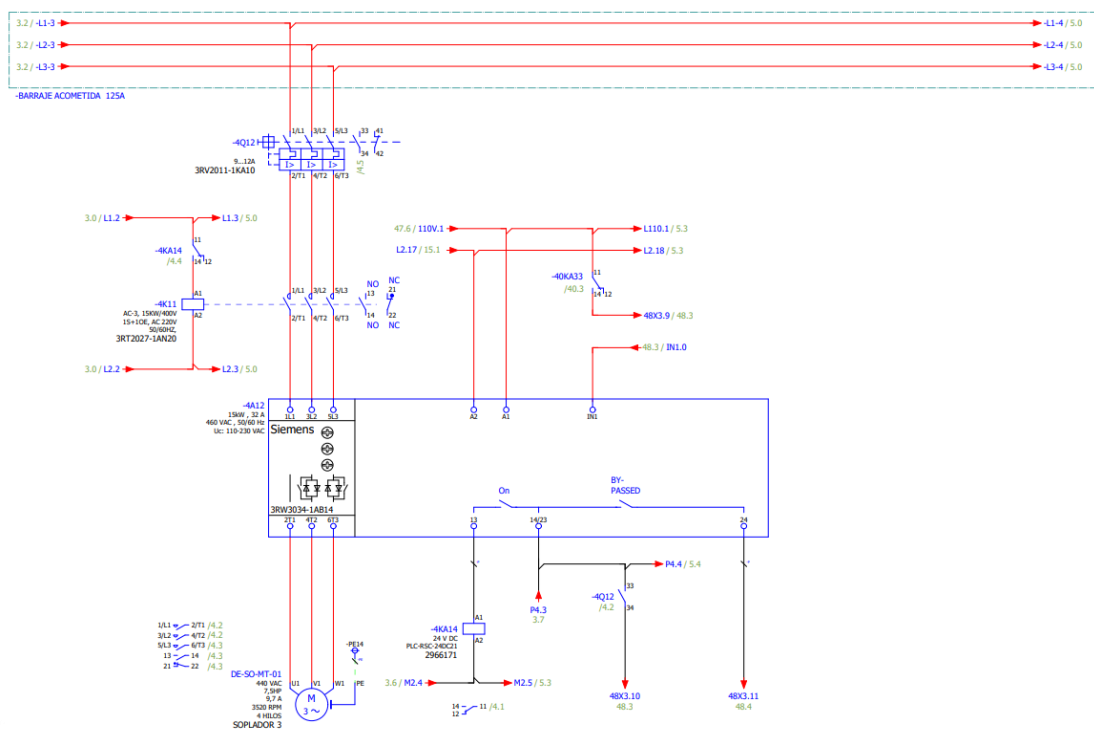 3.2 / -L1-3
-L1-4 / 5.0
3.2 / -L2-3
-L2-4 / 5.0
3.2 / -L3-3
-L3-4 / 5.0
-BARRAJE ACOMETIDA 125A
1/L1 3/L2 5/L3 33 41
-4Q12
34 42
9...12A
3RV2011-1KA10
I> I> I>
/4.5
2/T1 4/T2 6/T3
3.0 / L1.2
L1.3 / 5.0
47.6 / 110V.1
L110.1 / 5.3
L2.17 / 15.1
L2.18 / 5.3
11
-4KA14
/4.4
14 12
11
-40KA33
/40.3
14 12
NO NC
A1
1/L1 3/L2 5/L3 13 21
-4K11
AC-3, 15KW/400V
1S+1OE, AC 220V
50/60HZ,
3RT2027-1AN20
A2
2/T1 4/T2 6/T3 14 22
NO NC
48X3.9 / 48.3
48.3 / IN1.0
3.0 / L2.2
L2.3 / 5.0
-4A12
15kW , 32 A
460 VAC , 50/60 Hz
Uc: 110-230 VAC
1L1 3L2 5L3
A2 A1 IN1
Siemens
On
BY-
PASSED
3RW3034-1AB14
2T1 4T2 6T3
13 14/23 24
P4.4 / 5.4
-4Q12
/4.2
33
34
P4.3
3.7
A1
-4KA14
24 V DC
PLC-RSC-24DC21
2966171
A2
1/L1 2/T1 /4.2
3/L2 4/T2 /4.2
5/L3 6/T3 /4.3
13 14 /4.3
21 22 /4.3
-PE14
DE-SO-MT-01
440 VAC
7,5HP
9,7 A
3520 RPM
4 HILOS
SOPLADOR 3
U1 V1 W1 PE
M
3 ~
3.6 / M2.4
M2.5 / 5.3
14 11 /4.1
12
48X3.10
48.3
48X3.11
48.4